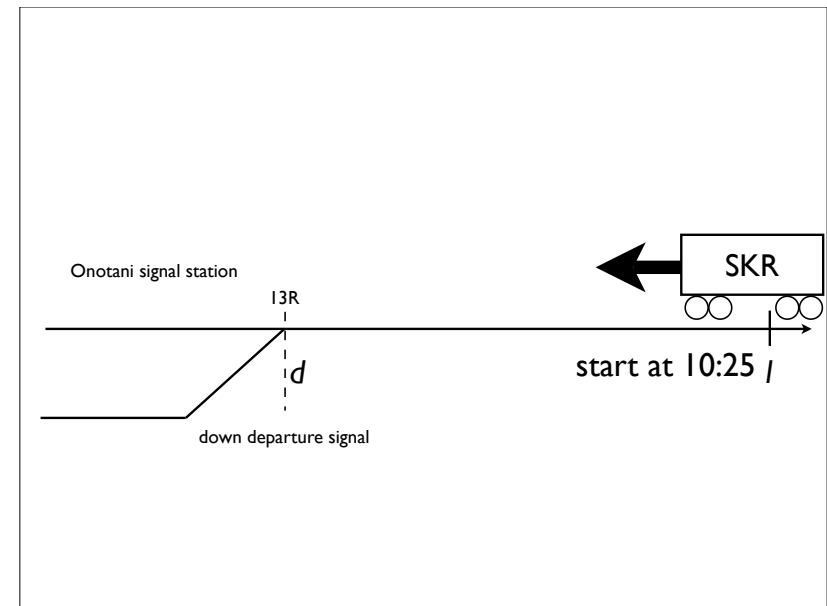 SKR
Onotani signal station
13R
start at 10:25 l
d
down departure signal